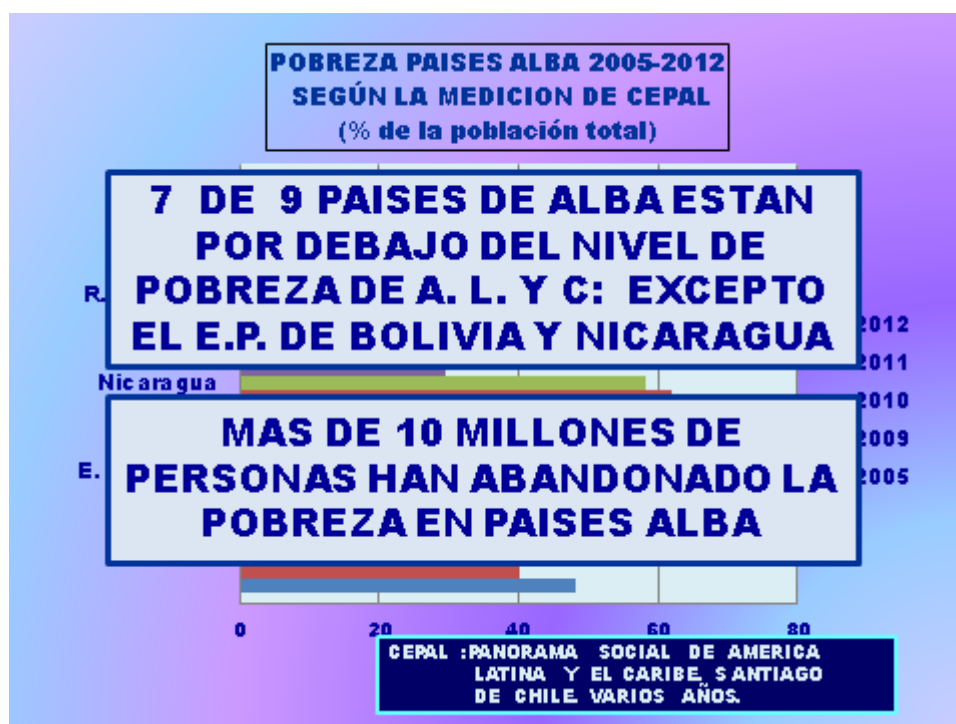 POBREZA PAISES ALBA 2005-2012
SEGÚN LA MEDICION DE CEPAL
(% de la población total)
7 DE 9 PAISES DE ALBA ESTAN
POR DEBAJO DEL NIVEL DE
POBREZA DE A. L. Y C: EXCEPTO
EL E.P. DE BOLIVIA Y NICARAGUA
R.
2012
2011
Nicaragua
2010
MAS DE 10 MILLONES DE
PERSONAS HAN ABANDONADO LA
POBREZA EN PAISES ALBA
2009
E.
2005
0 20 40 60 80
CEPAL :PANORAMA SOCIAL DE AMERICA
LATINA Y EL CARIBE, SANTIAGO
DE CHILE. VARIOS AÑOS.